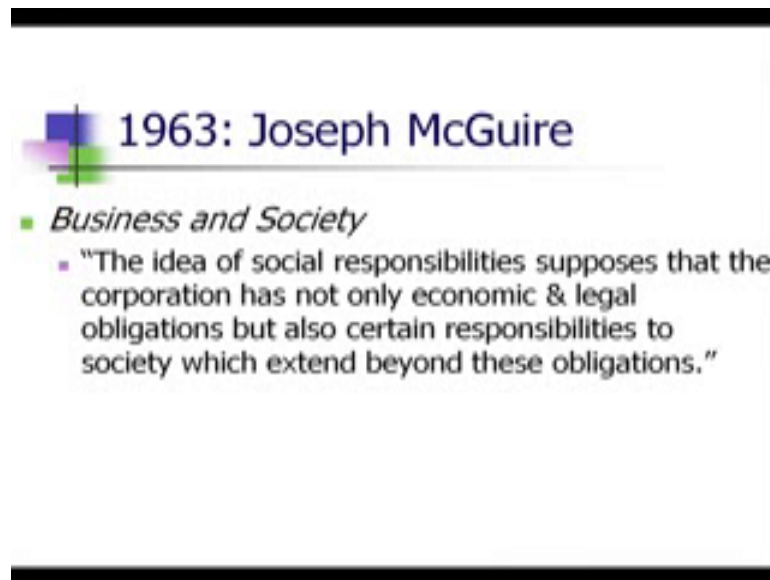 1963: Joseph McGuire
Business and Society
"The idea of social responsibilities supposes that the
corporation has not only economic & legal
obligations but also certain responsibilities to
society which extend beyond these obligations."